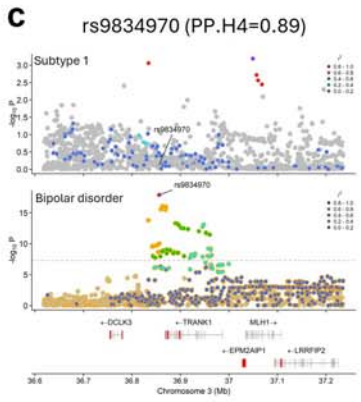 C
rs9834970 (PP.H4=0.89)
Subtype 1
3.0
2.5
2.0
1.5
1.0
0.5
0.0
-log₁₀ P
rs9834970
0.8 - 1.0
0.6 - 0.8
0.4 - 0.6
0.2 - 0.4
0.0 - 0.2
Bipolar disorder
rs9834970
15
10
5
0
-log₁₀ P
0.8 - 1.0
0.6 - 0.8
0.4 - 0.6
0.2 - 0.4
0.0 - 0.2
←DCLK3
←TRANK1
MLH1→
←EPM2AIP1
←LRRFIP2
36.6 36.7 36.8 36.9 37 37.1 37.2
Chromosome 3 (Mb)